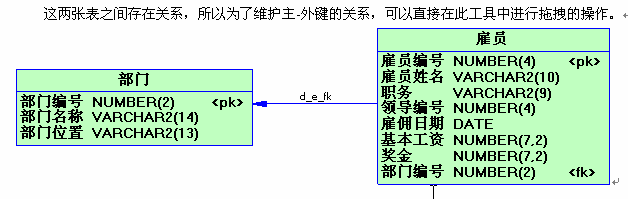 这两张表之间存在关系，所以为了维护主-外键的关系，可以直接在此工具中进行拖拽的操作。
部门
部门编号 NUMBER(2) <pk>
部门名称 VARCHAR2(14)
部门位置 VARCHAR2(13)
d_e_fk
雇员
雇员编号 NUMBER(4) <pk>
雇员姓名 VARCHAR2(10)
职务 VARCHAR2(9)
领导编号 NUMBER(4)
雇佣日期 DATE
基本工资 NUMBER(7,2)
奖金 NUMBER(7,2)
部门编号 NUMBER(2) <fk>